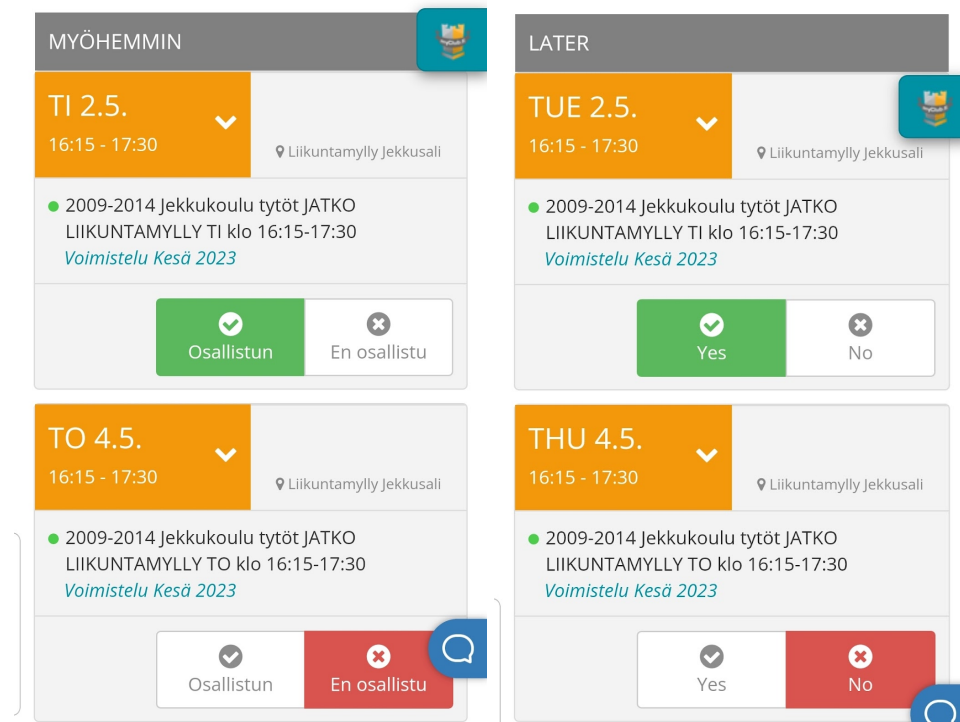 MYÖHEMMIN
TI 2.5.
16:15 - 17:30
Liikuntamylly Jekkusali
2009-2014 Jekkukoulu tytöt JATKO
LIIKUNTAMYLLY TI klo 16:15-17:30
Voimistelu Kesä 2023
Osallistun
En osallistu
TO 4.5.
16:15 - 17:30
Liikuntamylly Jekkusali
2009-2014 Jekkukoulu tytöt JATKO
LIIKUNTAMYLLY TO klo 16:15-17:30
Voimistelu Kesä 2023
Osallistun
En osallistu
LATER
TUE 2.5.
16:15 - 17:30
Liikuntamylly Jekkusali
2009-2014 Jekkukoulu tytöt JATKO
LIIKUNTAMYLLY TI klo 16:15-17:30
Voimistelu Kesä 2023
Yes
No
THU 4.5.
16:15 - 17:30
Liikuntamylly Jekkusali
2009-2014 Jekkukoulu tytöt JATKO
LIIKUNTAMYLLY TO klo 16:15-17:30
Voimistelu Kesä 2023
Yes
No